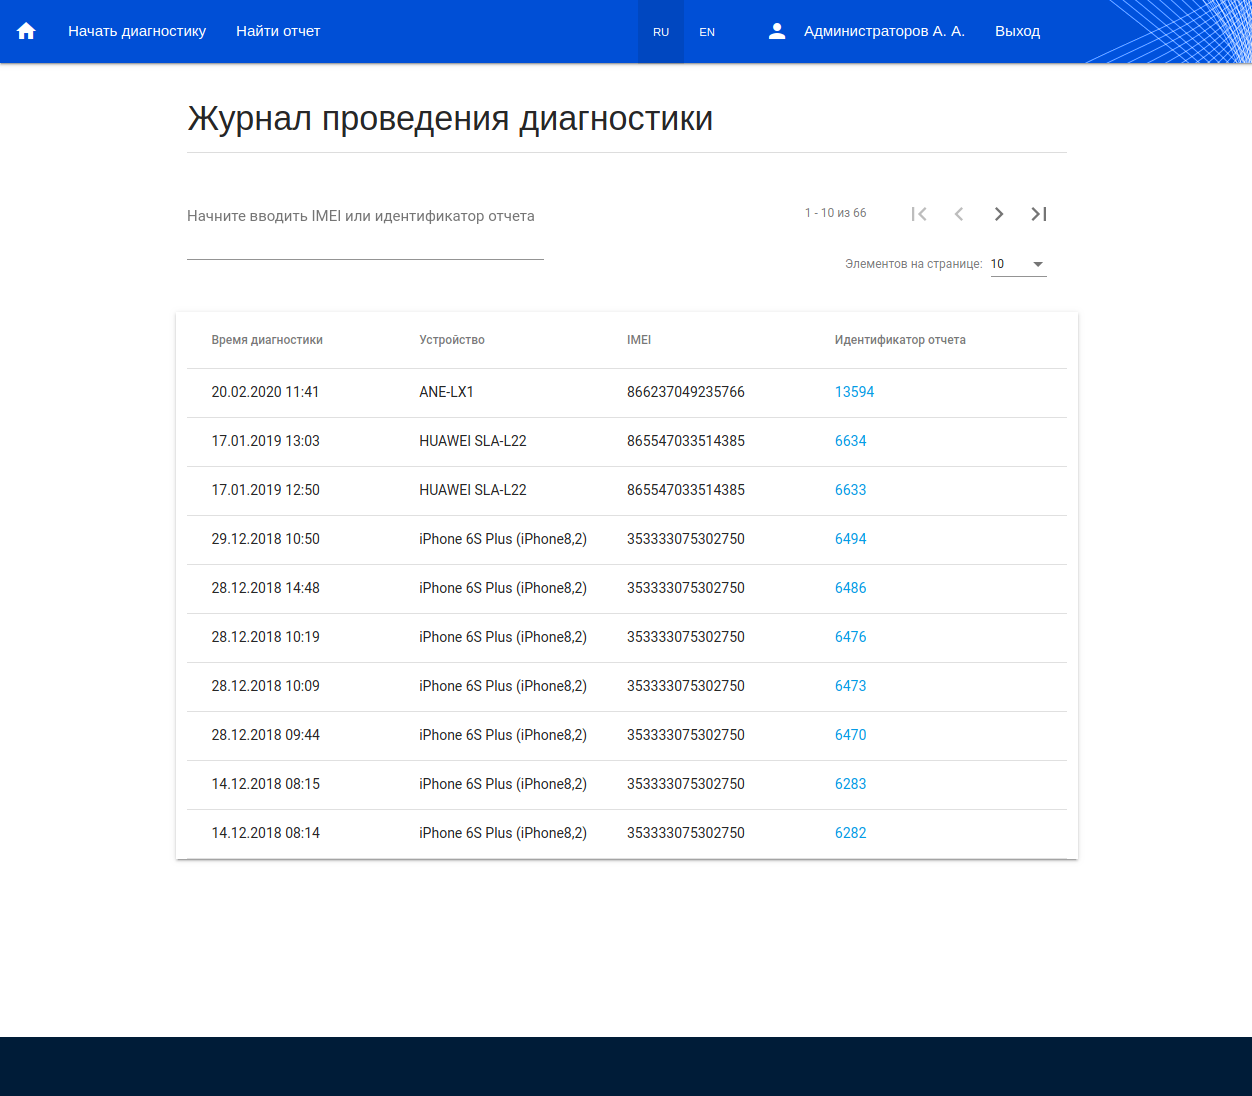 Начать диагностику Найти отчет RU EN Администраторов А. А. Выход
Журнал проведения диагностики
Начните вводить IMEI или идентификатор отчета
1 - 10 из 66
Элементов на странице: 10
Время диагностики Устройство IMEI Идентификатор отчета
20.02.2020 11:41 ANE-LX1 866237049235766 13594
17.01.2019 13:03 HUAWEI SLA-L22 865547033514385 6634
17.01.2019 12:50 HUAWEI SLA-L22 865547033514385 6633
29.12.2018 10:50 iPhone 6S Plus (iPhone8,2) 353333075302750 6494
28.12.2018 14:48 iPhone 6S Plus (iPhone8,2) 353333075302750 6486
28.12.2018 10:19 iPhone 6S Plus (iPhone8,2) 353333075302750 6476
28.12.2018 10:09 iPhone 6S Plus (iPhone8,2) 353333075302750 6473
28.12.2018 09:44 iPhone 6S Plus (iPhone8,2) 353333075302750 6470
14.12.2018 08:15 iPhone 6S Plus (iPhone8,2) 353333075302750 6283
14.12.2018 08:14 iPhone 6S Plus (iPhone8,2) 353333075302750 6282